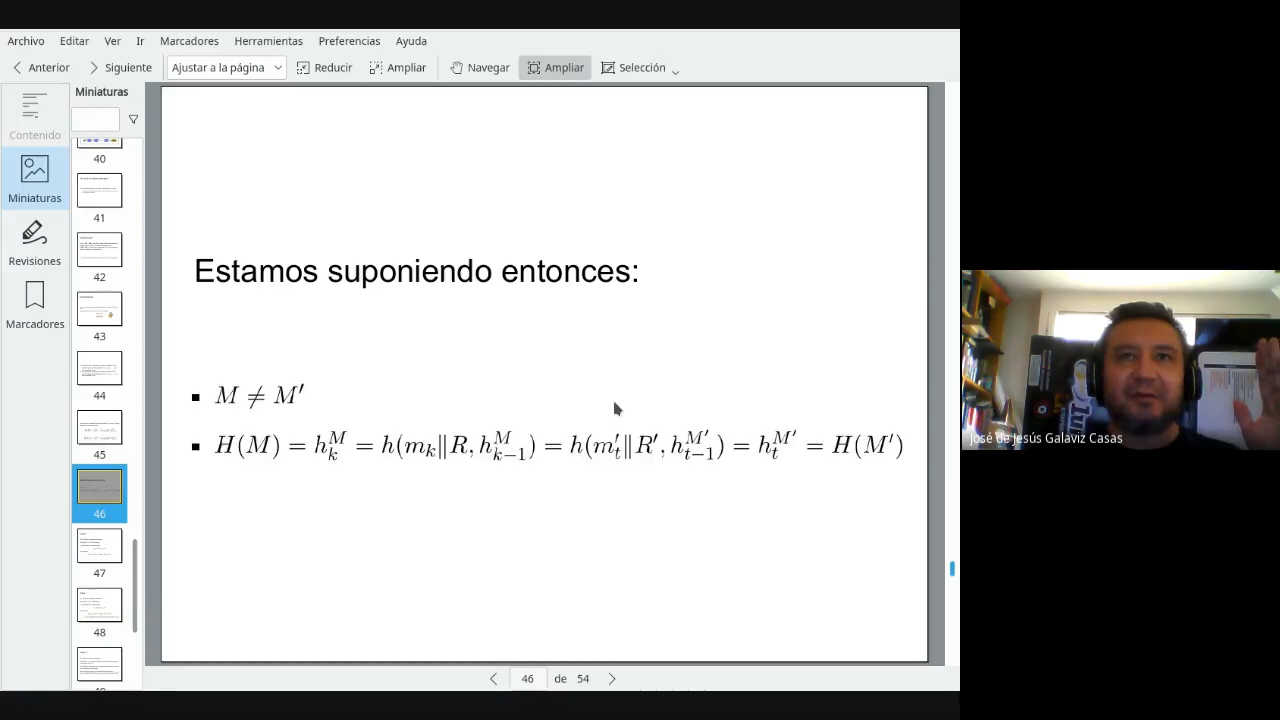 Archivo Editar Ver Ir Marcadores Herramientas Preferencias Ayuda
Anterior Siguiente Ajustar a la página Reducir Ampliar Navegar Ampliar Selección
Contenido
Miniaturas
Revisiones
Marcadores
Miniaturas
40
41
42
43
44
45
46
47
48
Estamos suponiendo entonces:
▪ M ≠ M′
▪ H(M) = h_k^M = h(m_k‖R, h_{k−1}^M) = h(m′_t‖R′, h_{t−1}^{M′}) = h_t^{M′} = H(M′)
46 de 54
José de Jesús Galaviz Casas